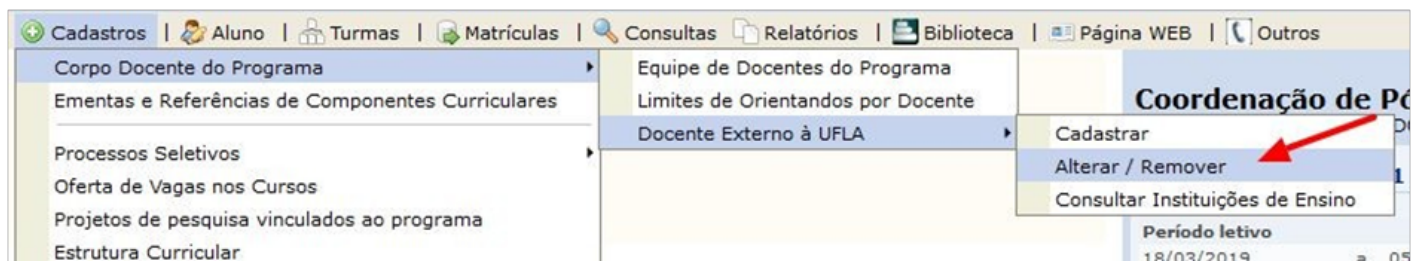 Cadastros | Aluno | Turmas | Matrículas | Consultas Relatórios | Biblioteca | Página WEB | Outros
Corpo Docente do Programa
Ementas e Referências de Componentes Curriculares
Processos Seletivos
Oferta de Vagas nos Cursos
Projetos de pesquisa vinculados ao programa
Estrutura Curricular
Equipe de Docentes do Programa
Limites de Orientandos por Docente
Docente Externo à UFLA
Cadastrar
Alterar / Remover
Consultar Instituições de Ensino
Coordenação de
Período letivo
18/03/2019 a 05